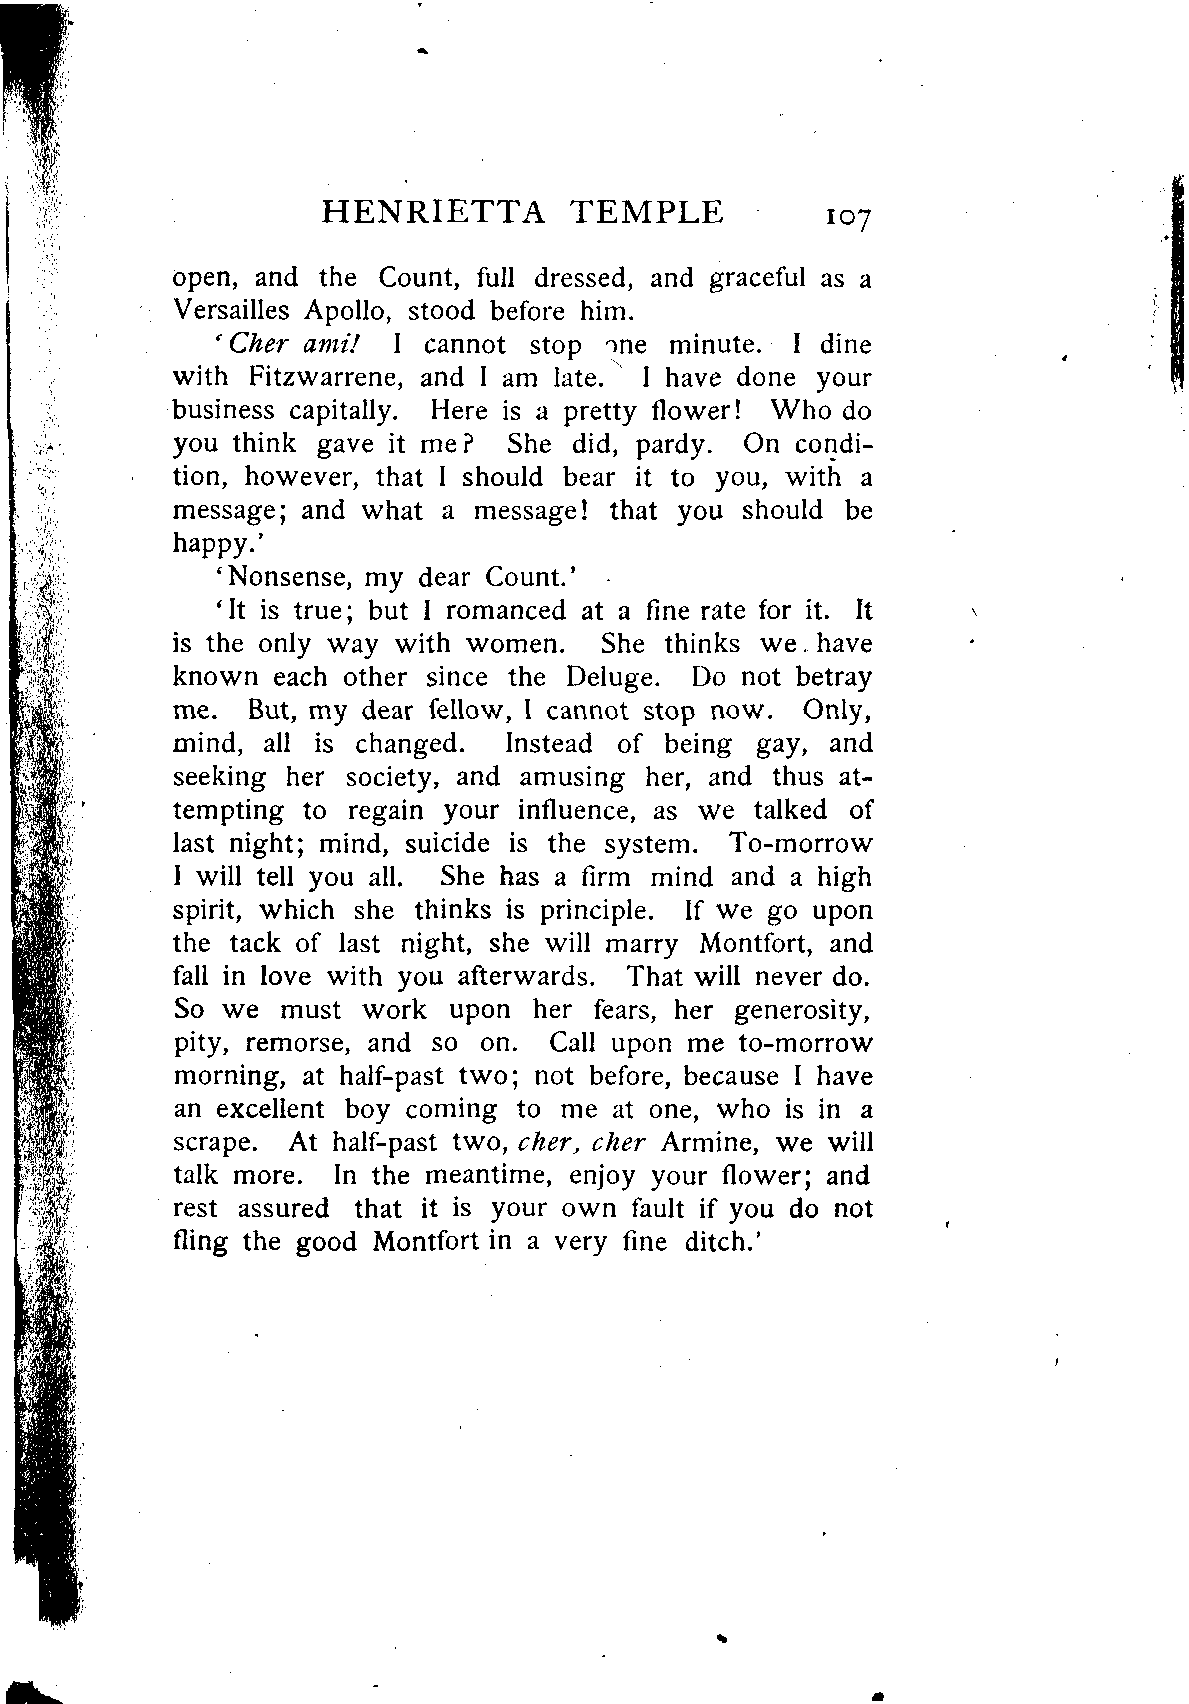 HENRIETTA TEMPLE 107
open, and the Count, full dressed, and graceful as a
Versailles Apollo, stood before him.
‘Cher ami! I cannot stop one minute. I dine
with Fitzwarrene, and I am late. I have done your
business capitally. Here is a pretty flower! Who do
you think gave it me? She did, pardy. On condi-
tion, however, that I should bear it to you, with a
message; and what a message! that you should be
happy.’
‘Nonsense, my dear Count.’
‘It is true; but I romanced at a fine rate for it. It
is the only way with women. She thinks we have
known each other since the Deluge. Do not betray
me. But, my dear fellow, I cannot stop now. Only,
mind, all is changed. Instead of being gay, and
seeking her society, and amusing her, and thus at-
tempting to regain your influence, as we talked of
last night; mind, suicide is the system. To-morrow
I will tell you all. She has a firm mind and a high
spirit, which she thinks is principle. If we go upon
the tack of last night, she will marry Montfort, and
fall in love with you afterwards. That will never do.
So we must work upon her fears, her generosity,
pity, remorse, and so on. Call upon me to-morrow
morning, at half-past two; not before, because I have
an excellent boy coming to me at one, who is in a
scrape. At half-past two, cher, cher Armine, we will
talk more. In the meantime, enjoy your flower; and
rest assured that it is your own fault if you do not
fling the good Montfort in a very fine ditch.’